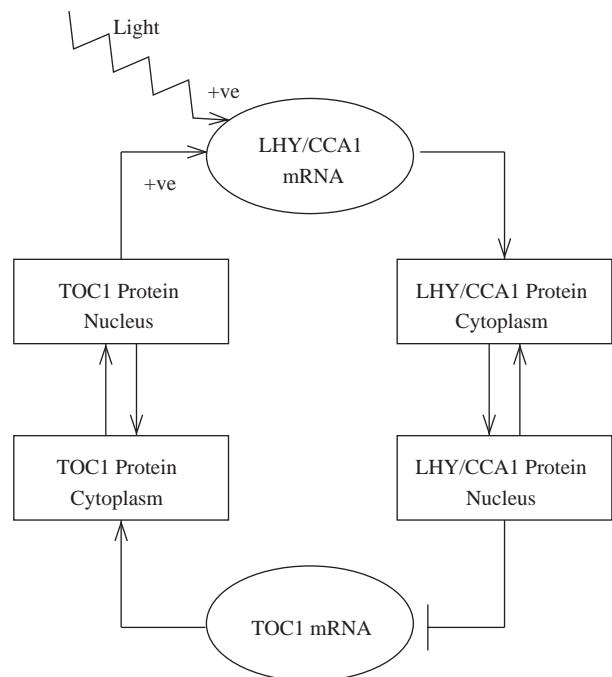 Light
+ve
LHY/CCA1
mRNA
+ve
TOC1 Protein
Nucleus
LHY/CCA1 Protein
Cytoplasm
TOC1 Protein
Cytoplasm
LHY/CCA1 Protein
Nucleus
TOC1 mRNA